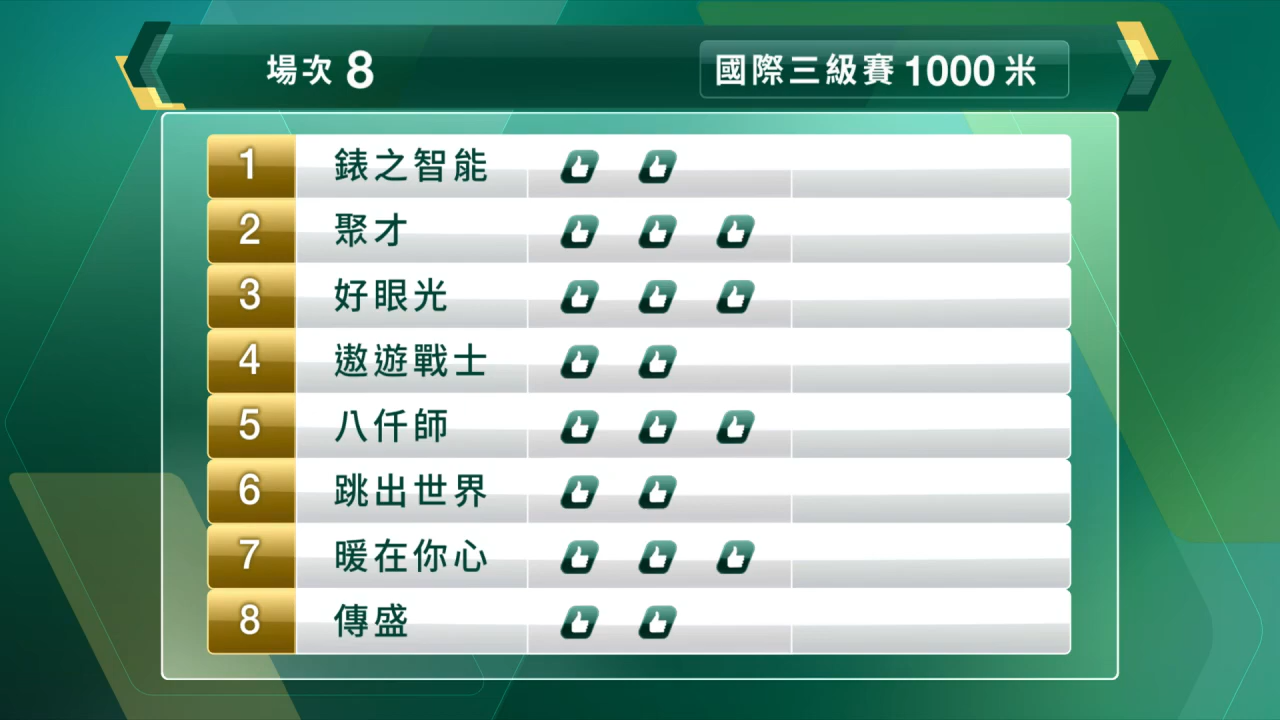 場次 8
國際三級賽 1000 米
1 錶之智能
2 聚才
3 好眼光
4 遨遊戰士
5 八仟師
6 跳出世界
7 暖在你心
8 傳盛